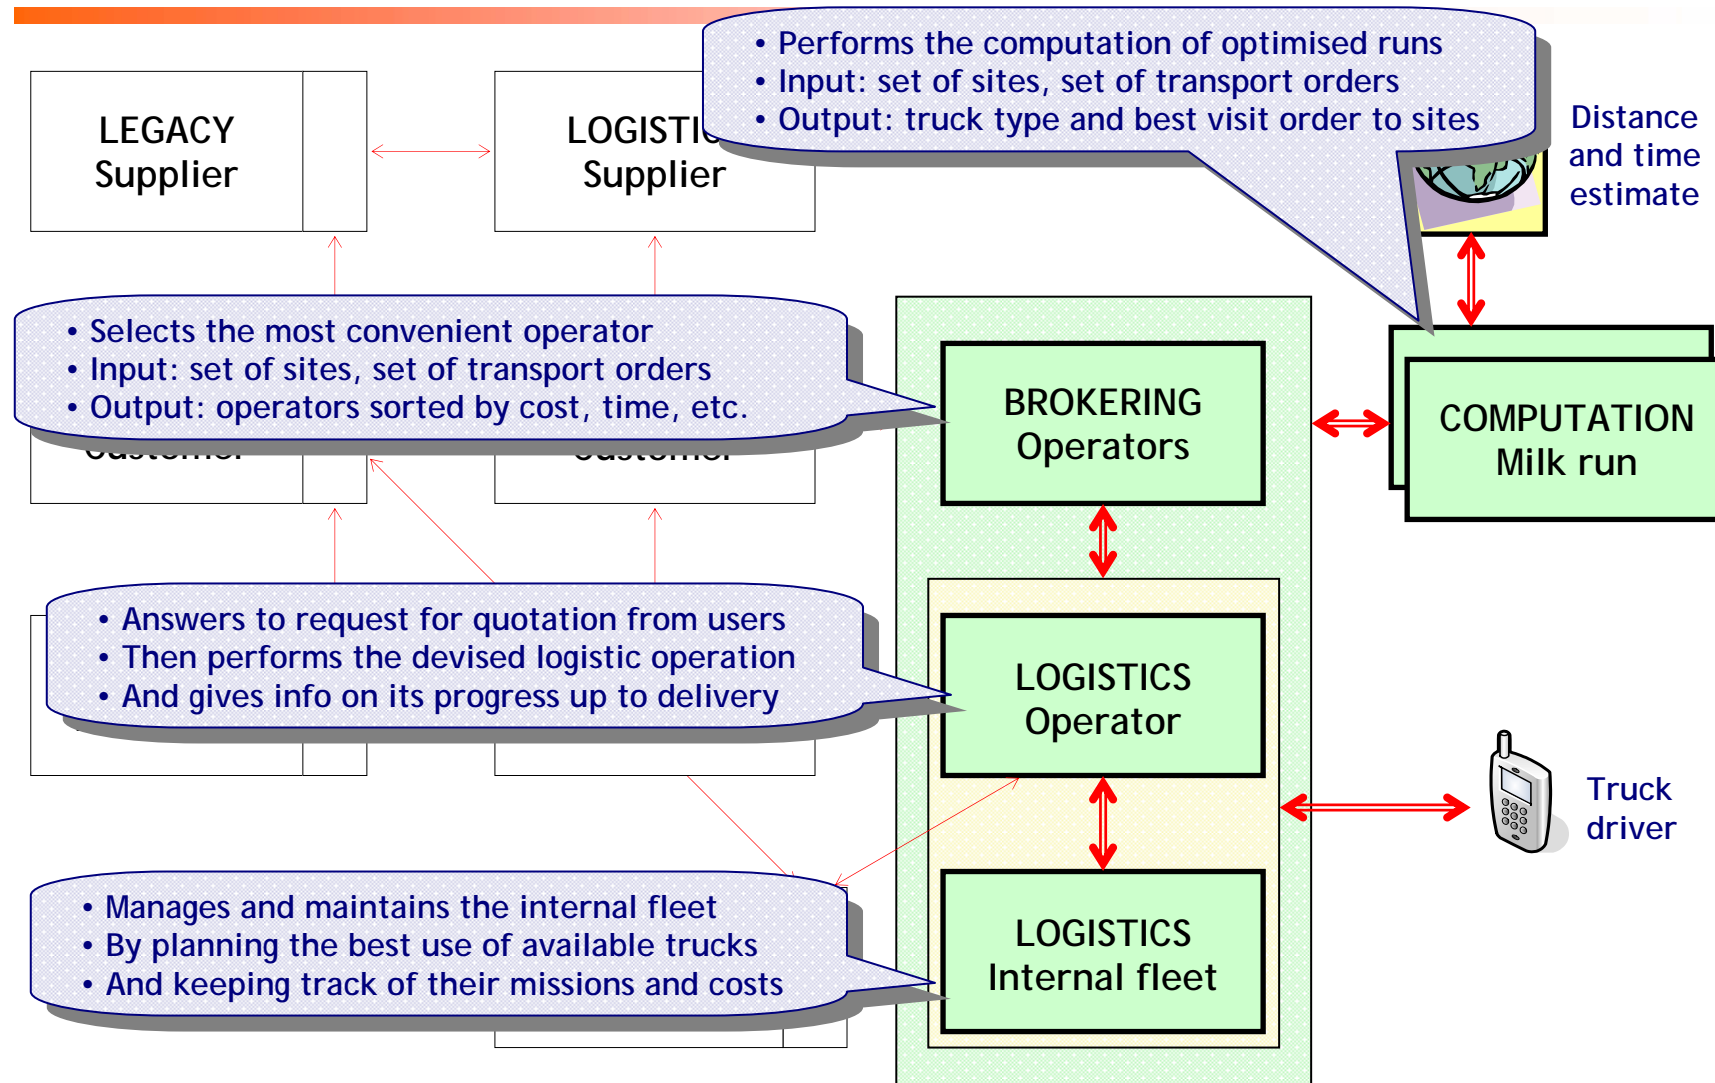 • Performs the computation of optimised runs
• Input: set of sites, set of transport orders
• Output: truck type and best visit order to sites
LEGACY
Supplier
Supplier
Distance
and time
estimate
• Selects the most convenient operator
• Input: set of sites, set of transport orders
• Output: operators sorted by cost, time, etc.
BROKERING
Operators
COMPUTATION
Milk run
• Answers to request for quotation from users
• Then performs the devised logistic operation
• And gives info on its progress up to delivery
LOGISTICS
Operator
Truck
driver
• Manages and maintains the internal fleet
• By planning the best use of available trucks
• And keeping track of their missions and costs
LOGISTICS
Internal fleet